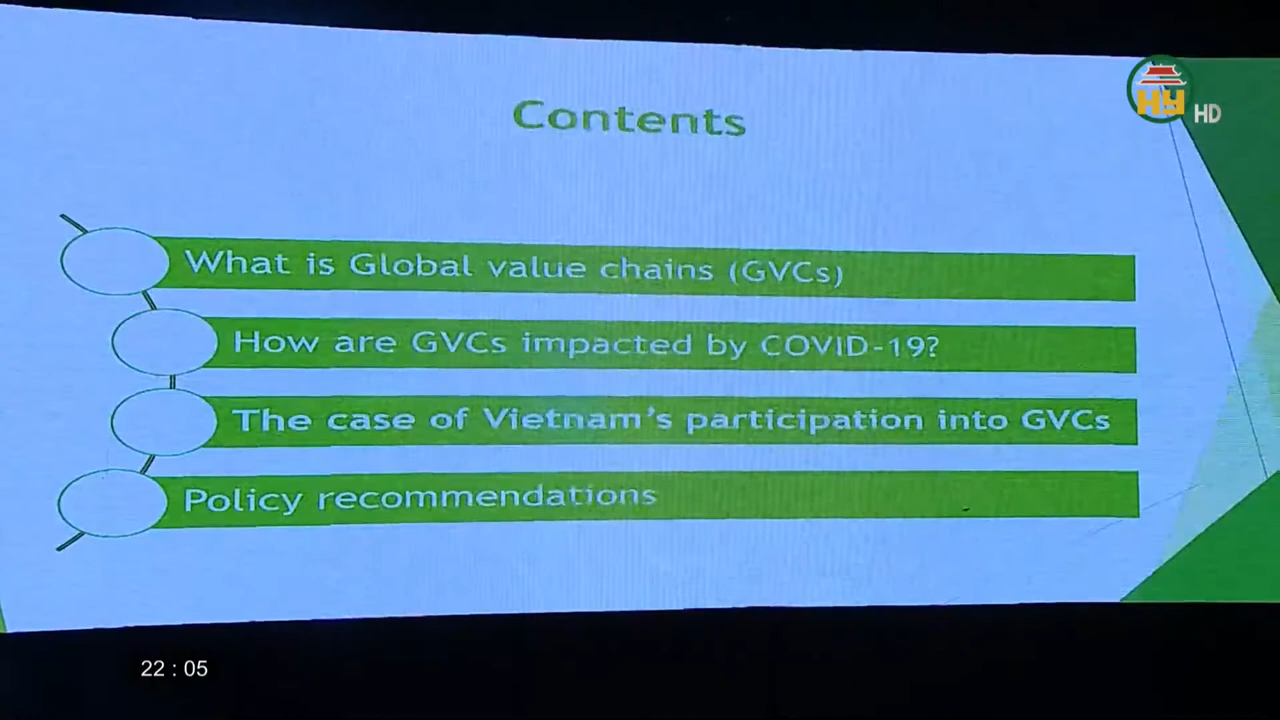 Contents
HY HD
What is Global value chains (GVCs)
How are GVCs impacted by COVID-19?
The case of Vietnam's participation into GVCs
Policy recommendations
22 : 05